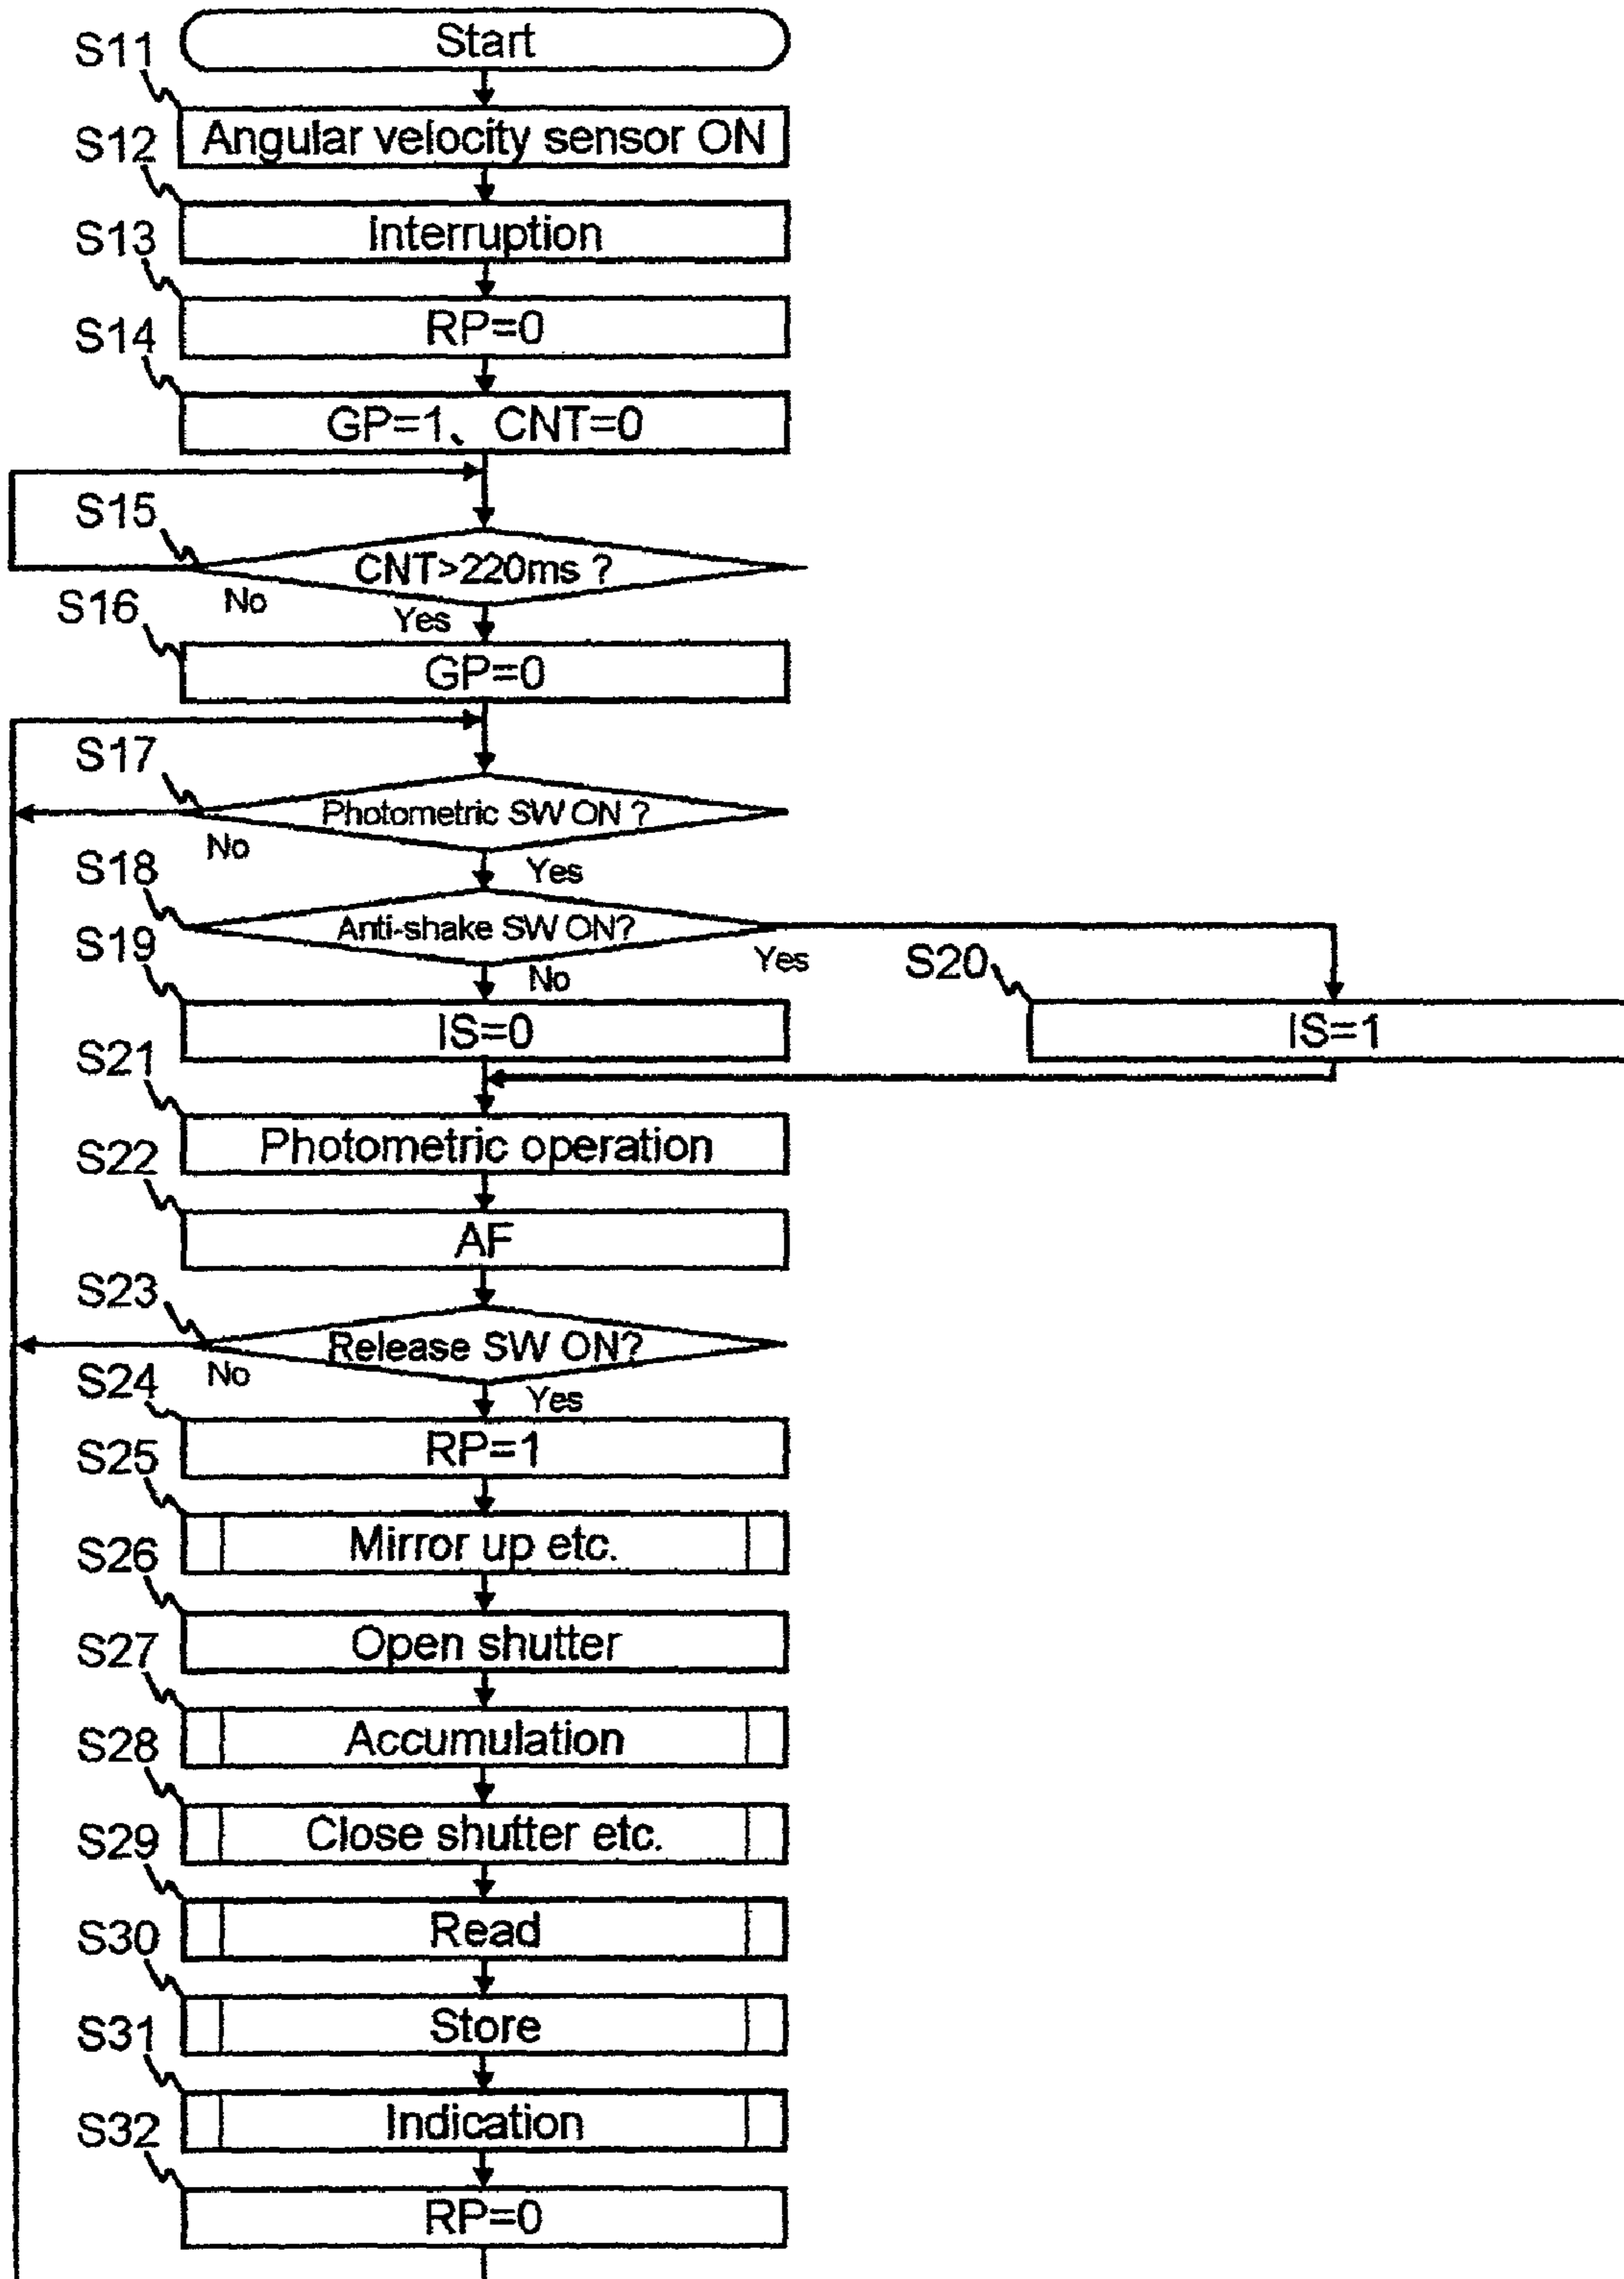 Start
S11
Angular velocity sensor ON
S12
Interruption
S13
RP=0
S14
GP=1、CNT=0
S15
CNT>220ms ?
No
Yes
S16
GP=0
S17
Photometric SW ON ?
No
Yes
S18
Anti-shake SW ON?
Yes
No
S19
IS=0
S20
IS=1
S21
Photometric operation
S22
AF
S23
Release SW ON?
No
Yes
S24
RP=1
S25
Mirror up etc.
S26
Open shutter
S27
Accumulation
S28
Close shutter etc.
S29
Read
S30
Store
S31
Indication
S32
RP=0